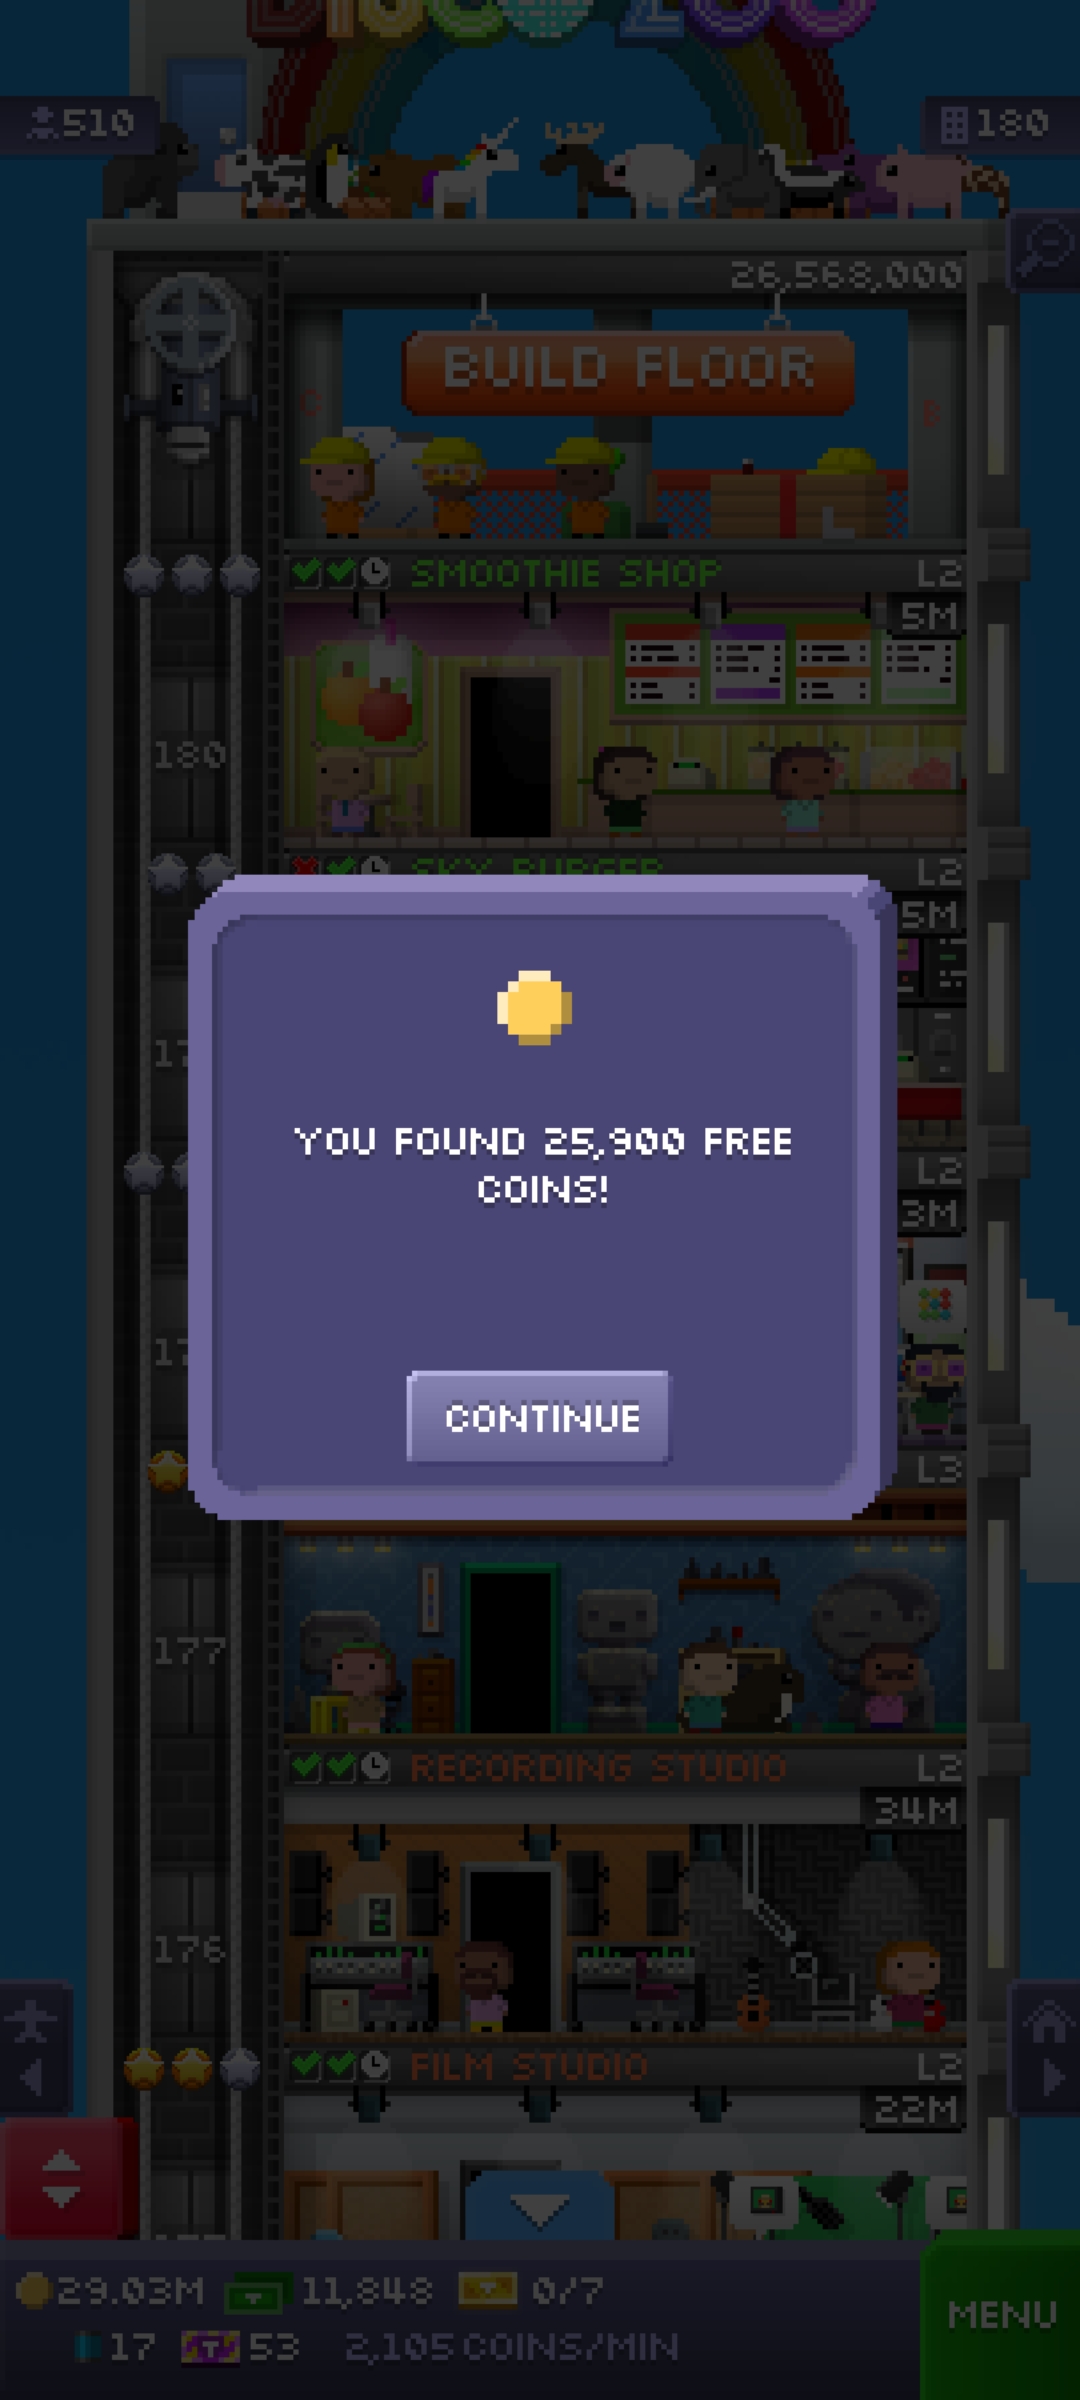 DISCO ZOO
510
180
26,568,000
BUILD FLOOR
C
B
SMOOTHIE SHOP L2
5M
180
SKY BURGER L2
5M
L2
3M
L3
YOU FOUND 25,900 FREE
COINS!
CONTINUE
177
RECORDING STUDIO L2
34M
176
FILM STUDIO L2
22M
29.03M 11,848 0/7
MENU
17 T 53 2,105 COINS/MIN